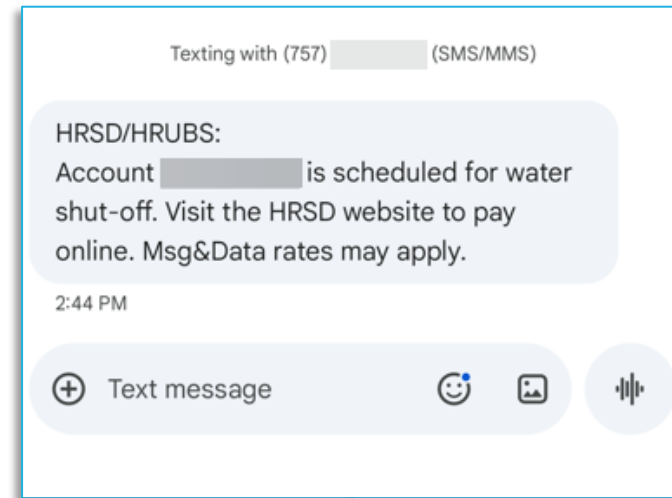 Texting with (757) (SMS/MMS)
HRSD/HRUBS:
Account is scheduled for water
shut-off. Visit the HRSD website to pay
online. Msg&Data rates may apply.
2:44 PM
Text message